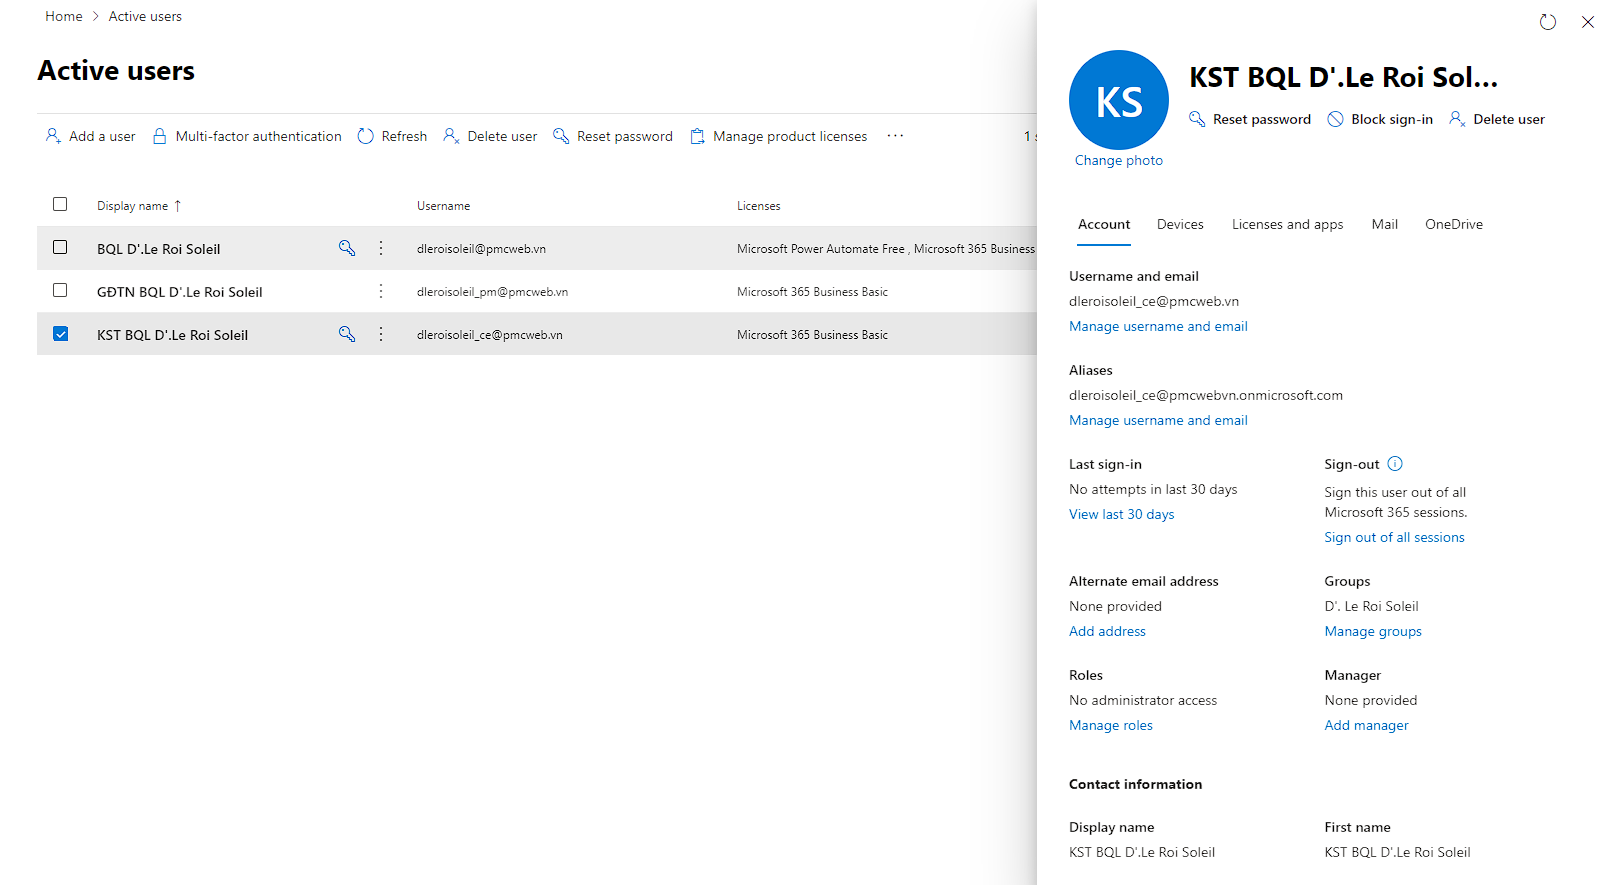 Home > Active users
Active users
Add a user Multi-factor authentication Refresh Delete user Reset password Manage product licenses ... 1
Display name ↑ Username Licenses
BQL D'.Le Roi Soleil dleroisoleil@pmcweb.vn Microsoft Power Automate Free , Microsoft 365 Business
GĐTN BQL D'.Le Roi Soleil dleroisoleil_pm@pmcweb.vn Microsoft 365 Business Basic
KST BQL D'.Le Roi Soleil dleroisoleil_ce@pmcweb.vn Microsoft 365 Business Basic
KS
Change photo
KST BQL D'.Le Roi Sol...
Reset password Block sign-in Delete user
Account Devices Licenses and apps Mail OneDrive
Username and email
dleroisoleil_ce@pmcweb.vn
Manage username and email
Aliases
dleroisoleil_ce@pmcwebvn.onmicrosoft.com
Manage username and email
Last sign-in
No attempts in last 30 days
View last 30 days
Sign-out
Sign this user out of all
Microsoft 365 sessions.
Sign out of all sessions
Alternate email address
None provided
Add address
Groups
D'. Le Roi Soleil
Manage groups
Roles
No administrator access
Manage roles
Manager
None provided
Add manager
Contact information
Display name
KST BQL D'.Le Roi Soleil
First name
KST BQL D'.Le Roi Soleil